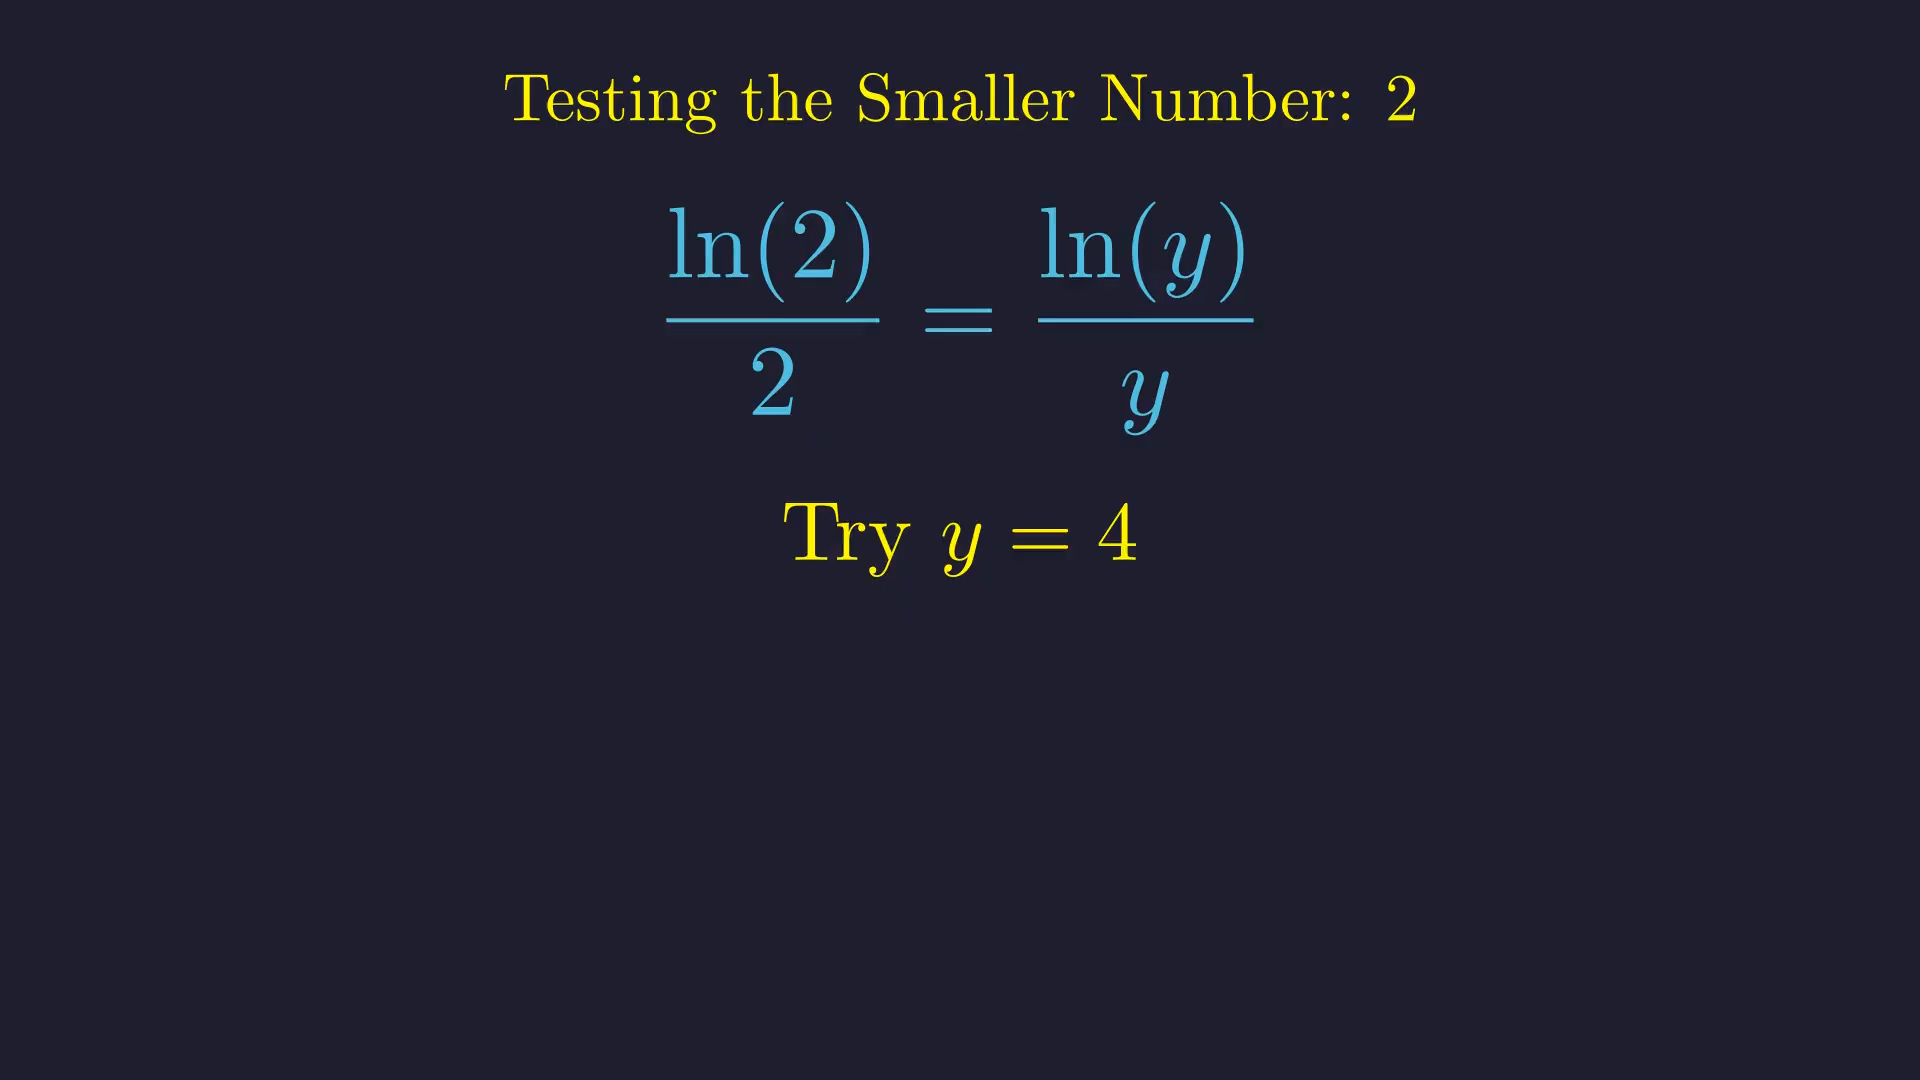 Testing the Smaller Number: 2
ln(2)/2 = ln(y)/y
Try y = 4